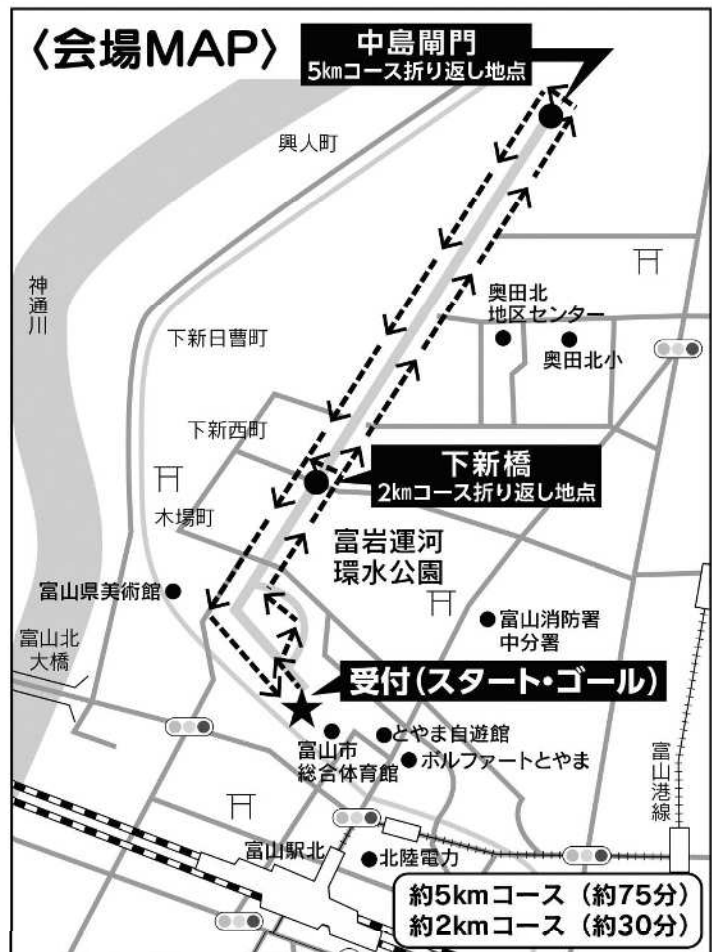 〈会場MAP〉
中島閘門
5㎞コース折り返し地点
興人町
神通川
奥田北
地区センター
奥田北小
下新日曹町
下新西町
下新橋
2㎞コース折り返し地点
木場町
富岩運河
環水公園
富山県美術館
富山消防署
中分署
富山北
大橋
受付(スタート・ゴール)
とやま自遊館
富山市
総合体育館
ボルファートとやま
富山港線
富山駅北
北陸電力
約5kmコース（約75分）
約2kmコース（約30分）